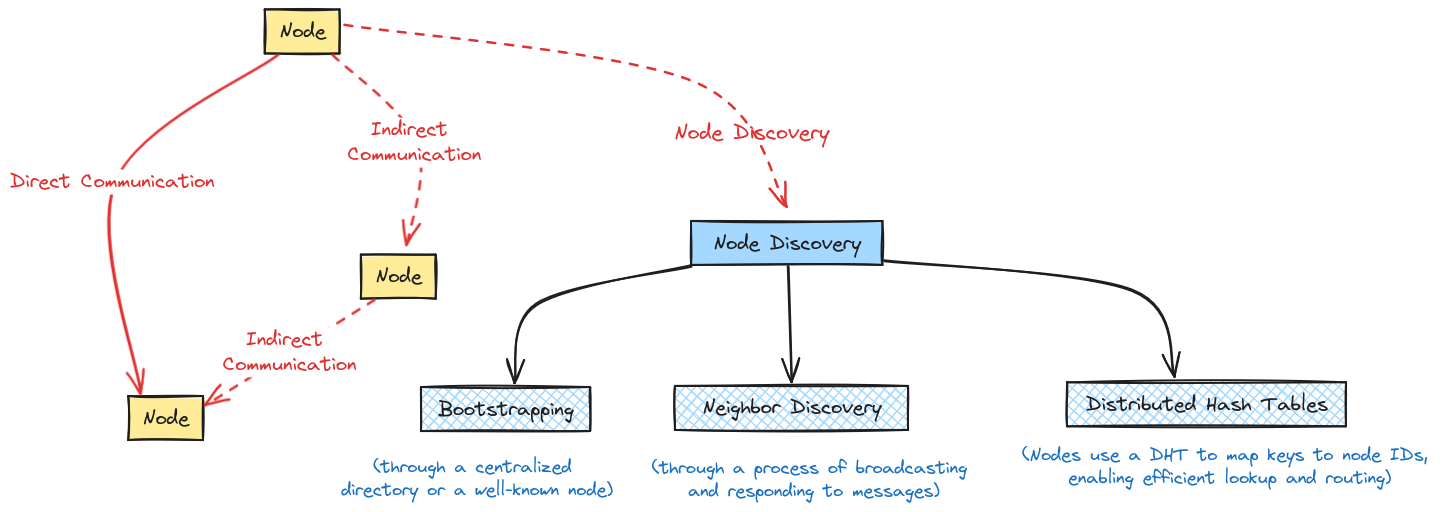 Node
Indirect
Communication
Node Discovery
Direct Communication
Node Discovery
Node
Indirect
Communication
Node
Bootstrapping
Neighbor Discovery
Distributed Hash Tables
(through a centralized
directory or a well-known node)
(through a process of broadcasting
and responding to messages)
(Nodes use a DHT to map keys to node IDs,
enabling efficient lookup and routing)